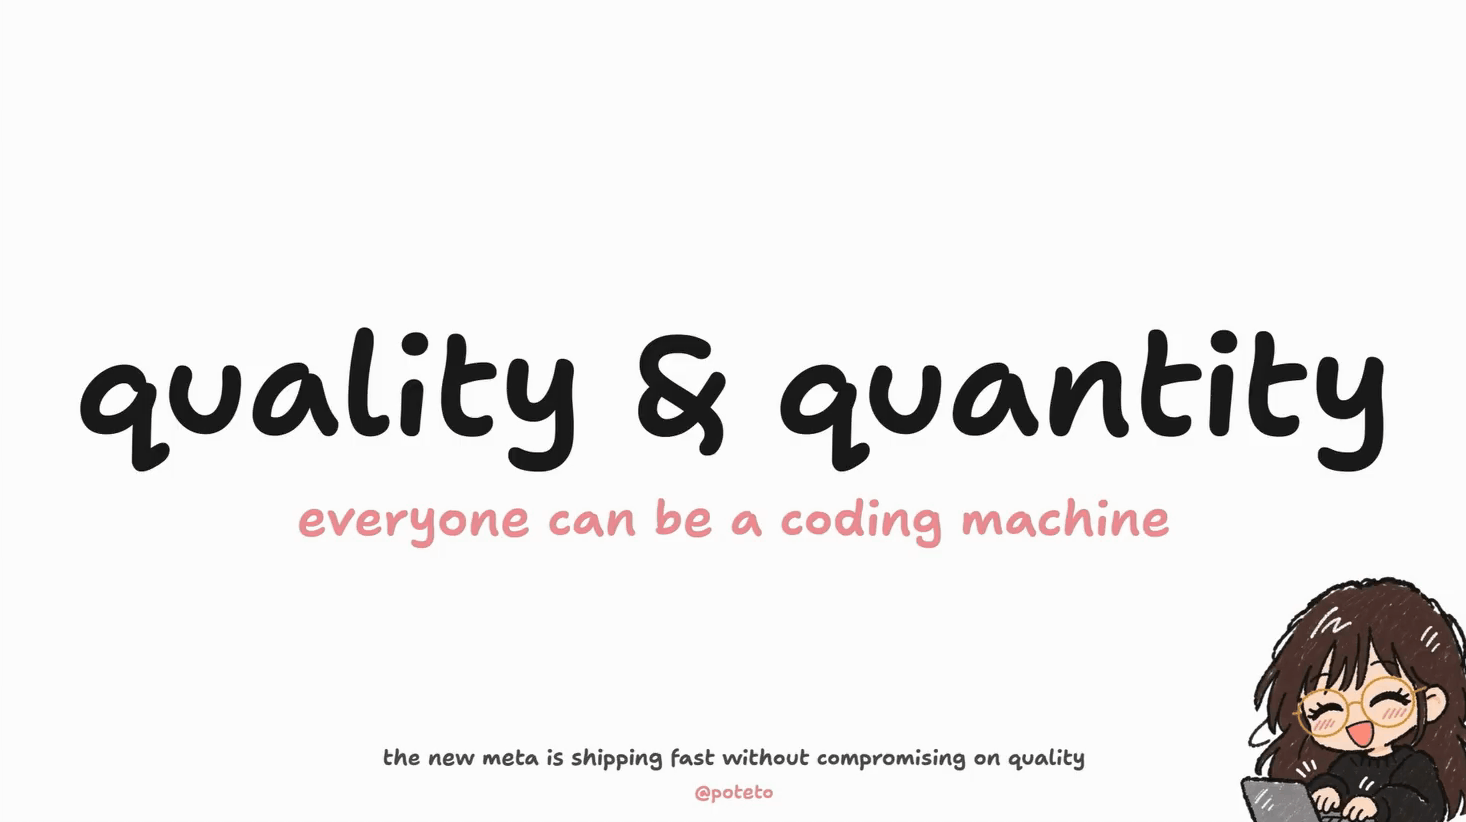 quality & quantity
everyone can be a coding machine
the new meta is shipping fast without compromising on quality
@poteto